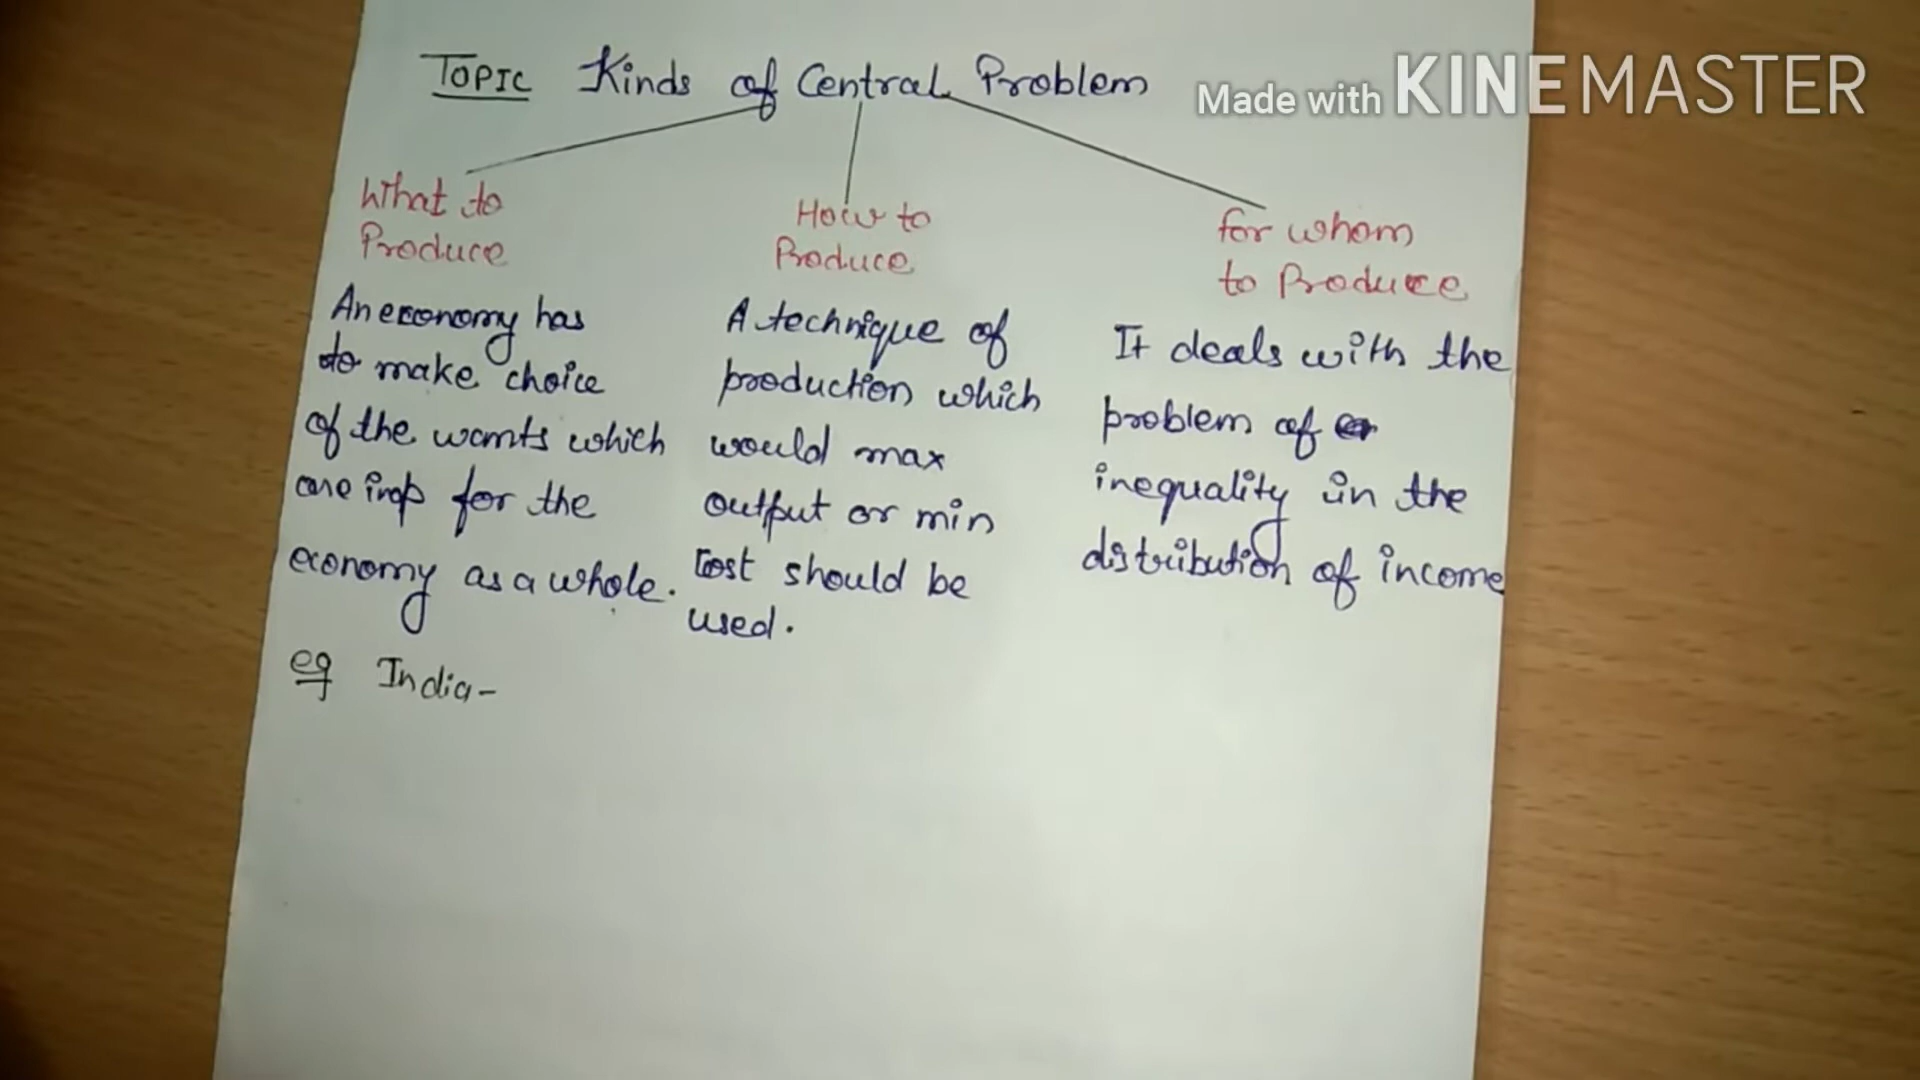 TOPIC Kinds of Central Problem
Made with KINEMASTER
What to
Produce
An economy has
to make choice
of the wants which
are imp for the
economy as a whole.
eg India-
How to
Produce
A technique of
production which
would max
output or min
cost should be
used.
for whom
to Produce
It deals with the
problem of
inequality in the
distribution of income